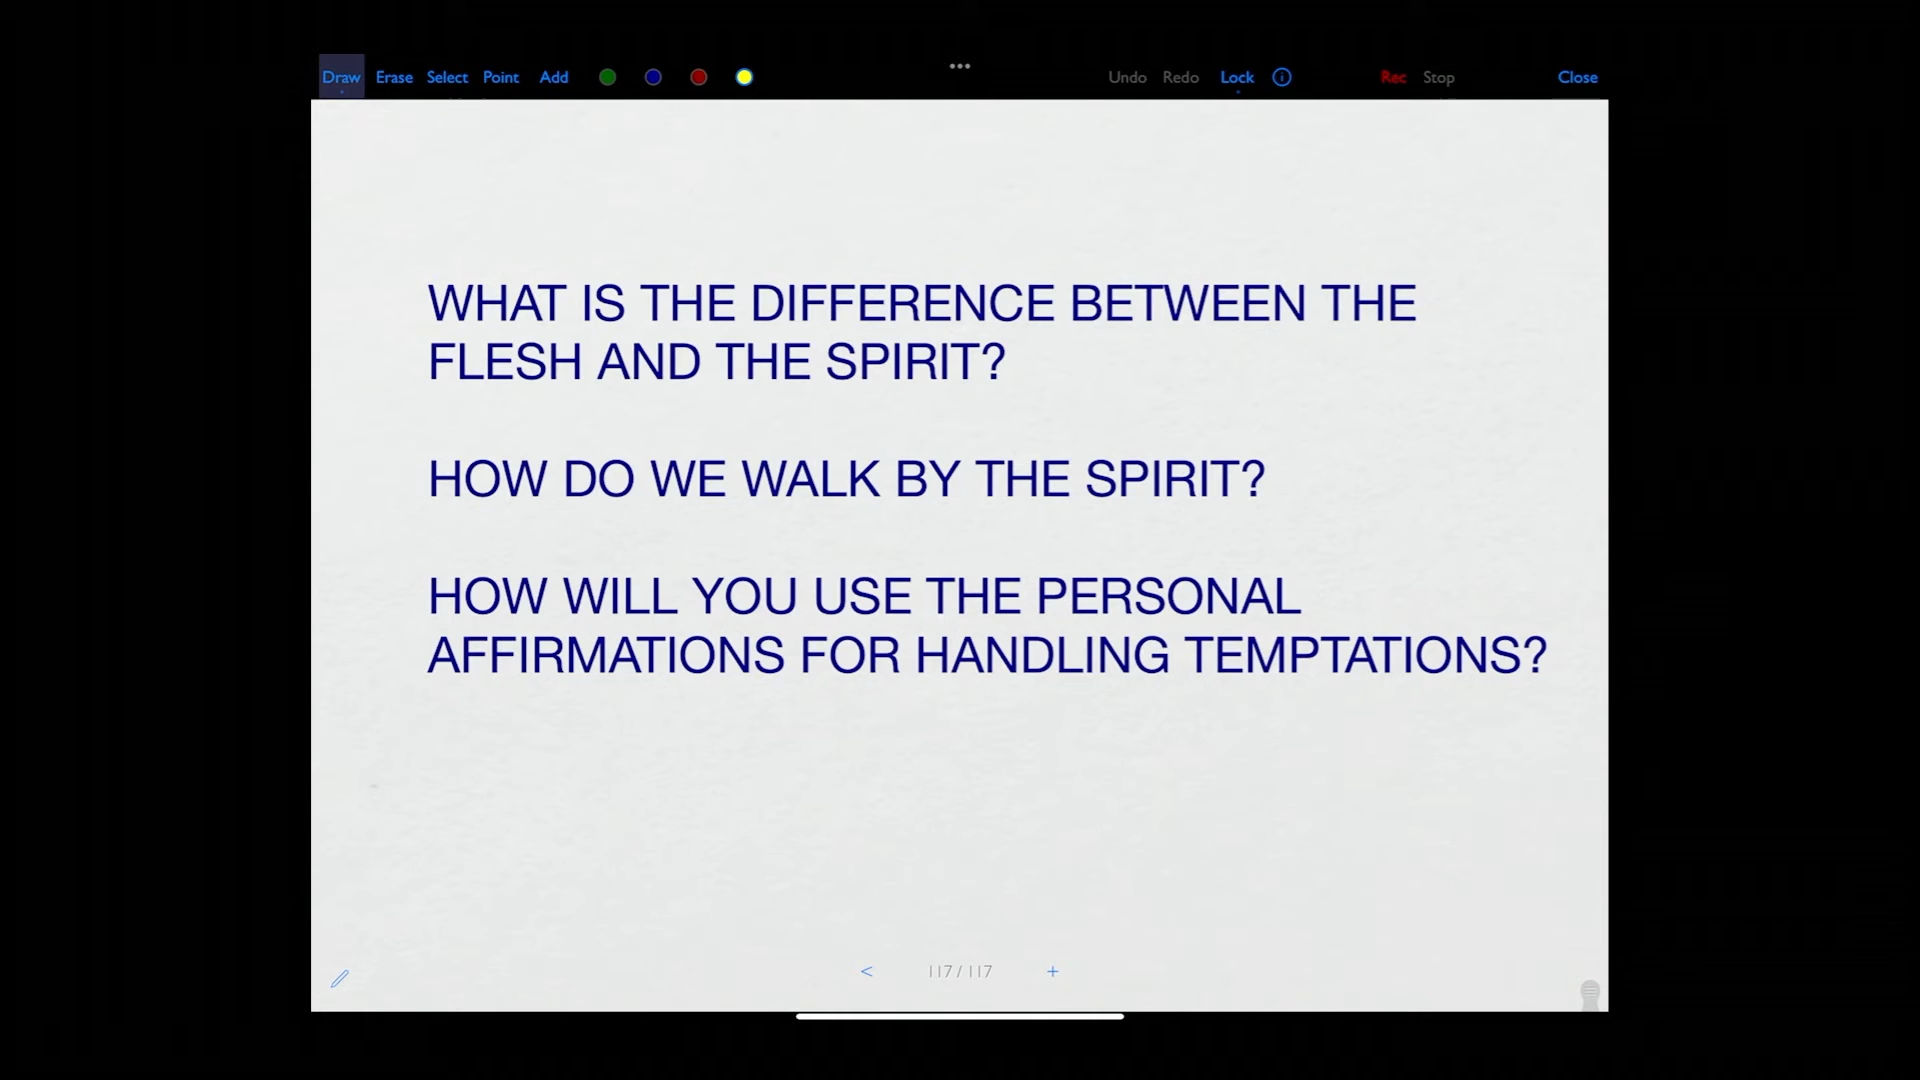 Draw Erase Select Point Add ••• Undo Redo Lock Rec Stop Close
WHAT IS THE DIFFERENCE BETWEEN THE
FLESH AND THE SPIRIT?
HOW DO WE WALK BY THE SPIRIT?
HOW WILL YOU USE THE PERSONAL
AFFIRMATIONS FOR HANDLING TEMPTATIONS?
< 117/117 +